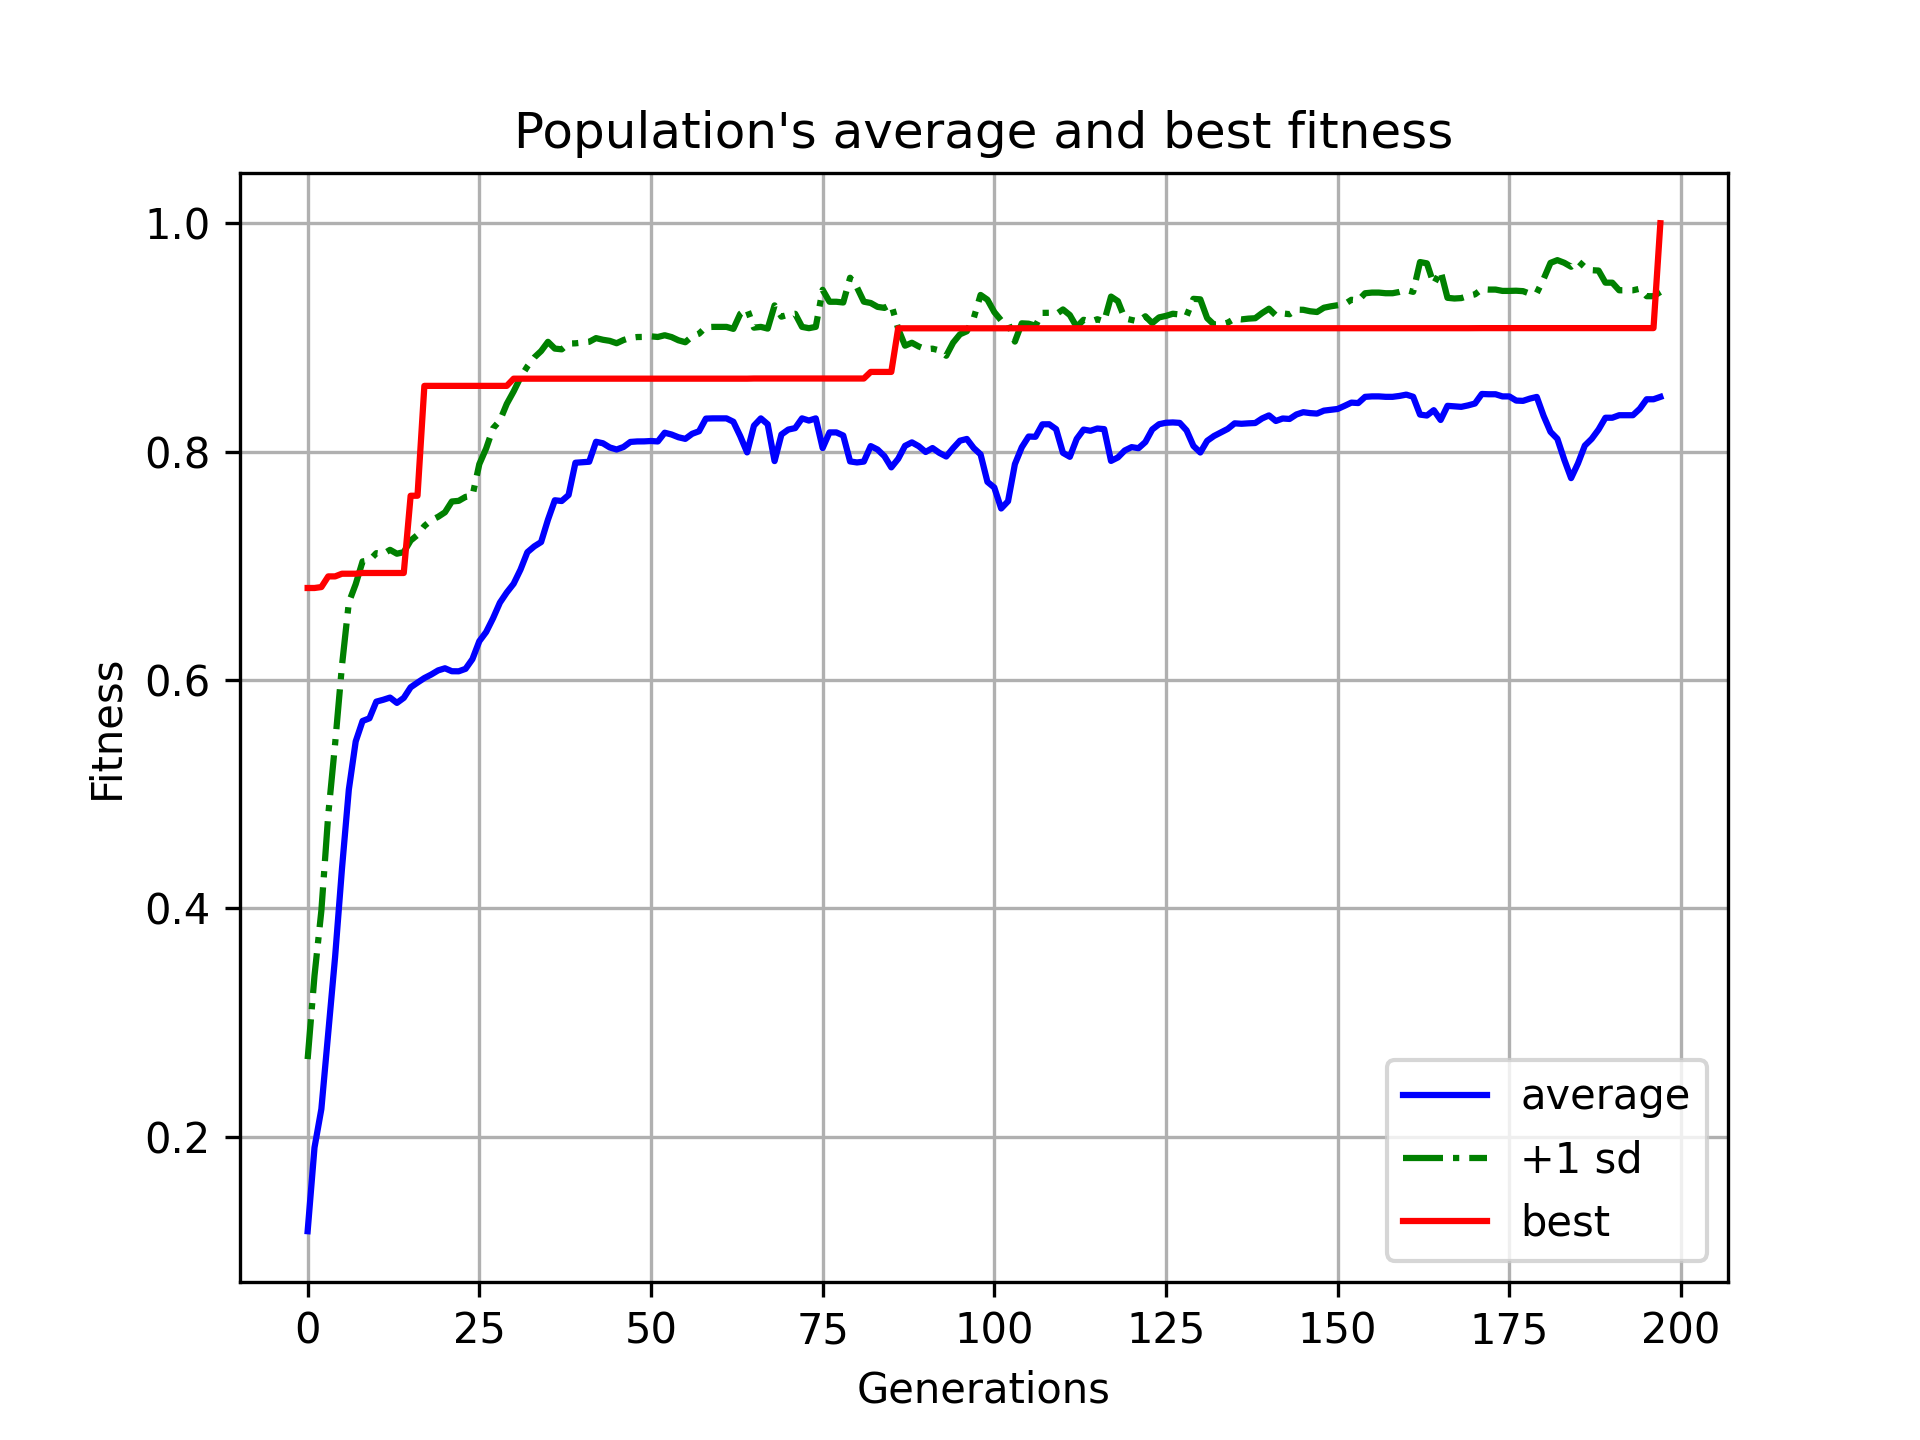 Population's average and best fitness
1.0
0.8
0.6
0.4
0.2
Fitness
0 25 50 75 100 125 150 175 200
Generations
average
+1 sd
best